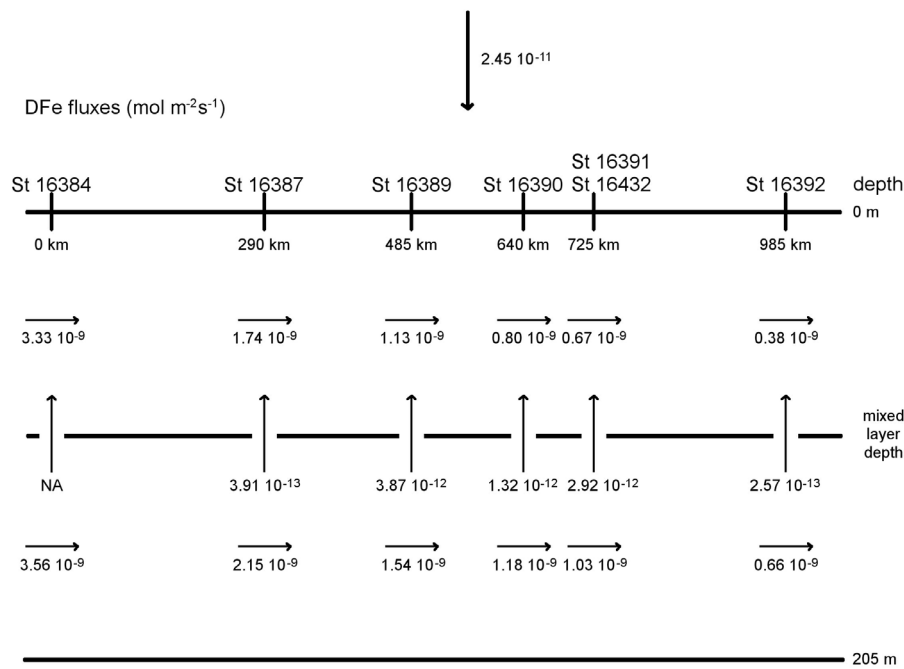 2.45 10⁻¹¹
DFe fluxes (mol m⁻²s⁻¹)
St 16391
St 16384 St 16387 St 16389 St 16390 St 16432 St 16392 depth
0 m
0 km 290 km 485 km 640 km 725 km 985 km
3.33 10⁻⁹ 1.74 10⁻⁹ 1.13 10⁻⁹ 0.80 10⁻⁹ 0.67 10⁻⁹ 0.38 10⁻⁹
mixed
layer
depth
NA 3.91 10⁻¹³ 3.87 10⁻¹² 1.32 10⁻¹² 2.92 10⁻¹² 2.57 10⁻¹³
3.56 10⁻⁹ 2.15 10⁻⁹ 1.54 10⁻⁹ 1.18 10⁻⁹ 1.03 10⁻⁹ 0.66 10⁻⁹
205 m